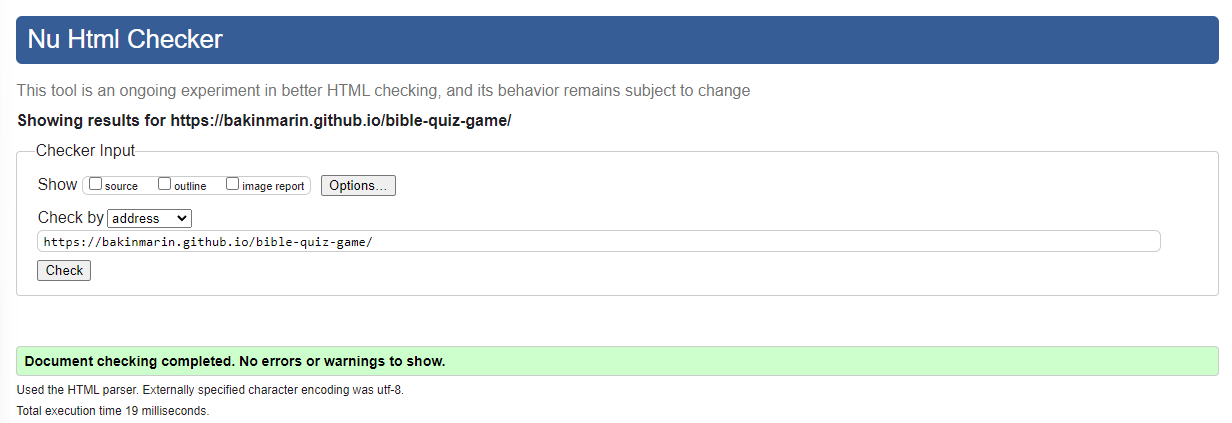 Nu Html Checker
This tool is an ongoing experiment in better HTML checking, and its behavior remains subject to change
Showing results for https://bakinmarin.github.io/bible-quiz-game/
Checker Input
Show source outline image report Options...
Check by address
https://bakinmarin.github.io/bible-quiz-game/
Check
Document checking completed. No errors or warnings to show.
Used the HTML parser. Externally specified character encoding was utf-8.
Total execution time 19 milliseconds.